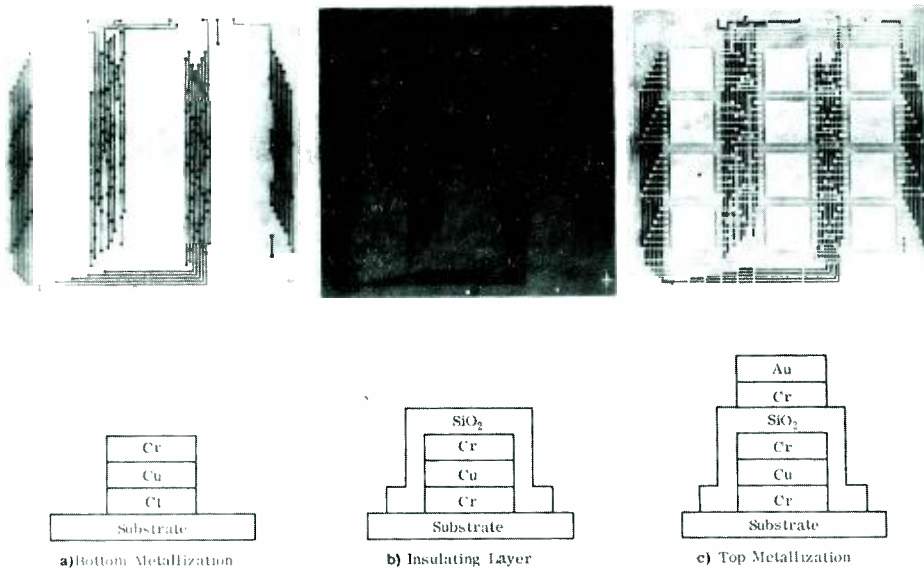 Cr
Cu
Ct
Substrate
a) Bottom Metallization
SiO₂
Cr
Cu
Cr
Substrate
b) Insulating Layer
Au
Cr
SiO₂
Cr
Cu
Cr
Substrate
c) Top Metallization